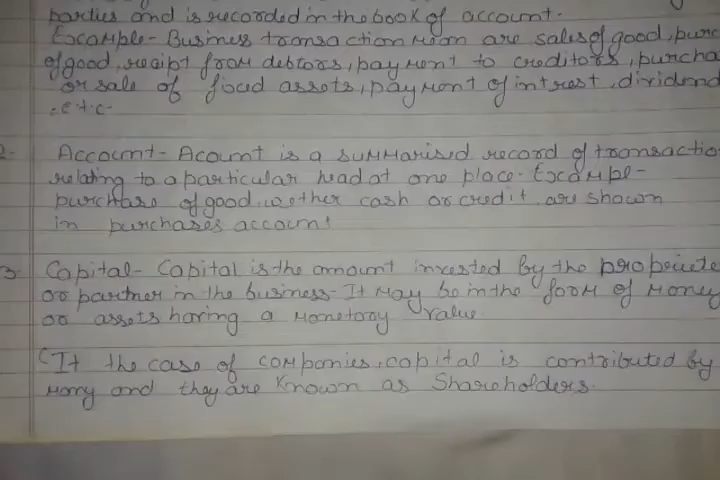 parties and is recorded in the book of account.
Example- Business transaction mean are sales of good, purc
of good, receipt from debtors, payment to creditors, purcha
or sale of fixed assets, payment of interest, dividend
. e.t.c.
2- Account- Acount is a summarised record of transactio
relating to a particular head at one place. Example-
purchase of good wether cash or credit are shown
in purchases account
3- Capital- Capital is the amount invested by the propeiete
or partner in the business. It may be in the form of money
or assets having a monetary value
(It the case of companies, capital is contributed by
many and they are known as Shareholders.